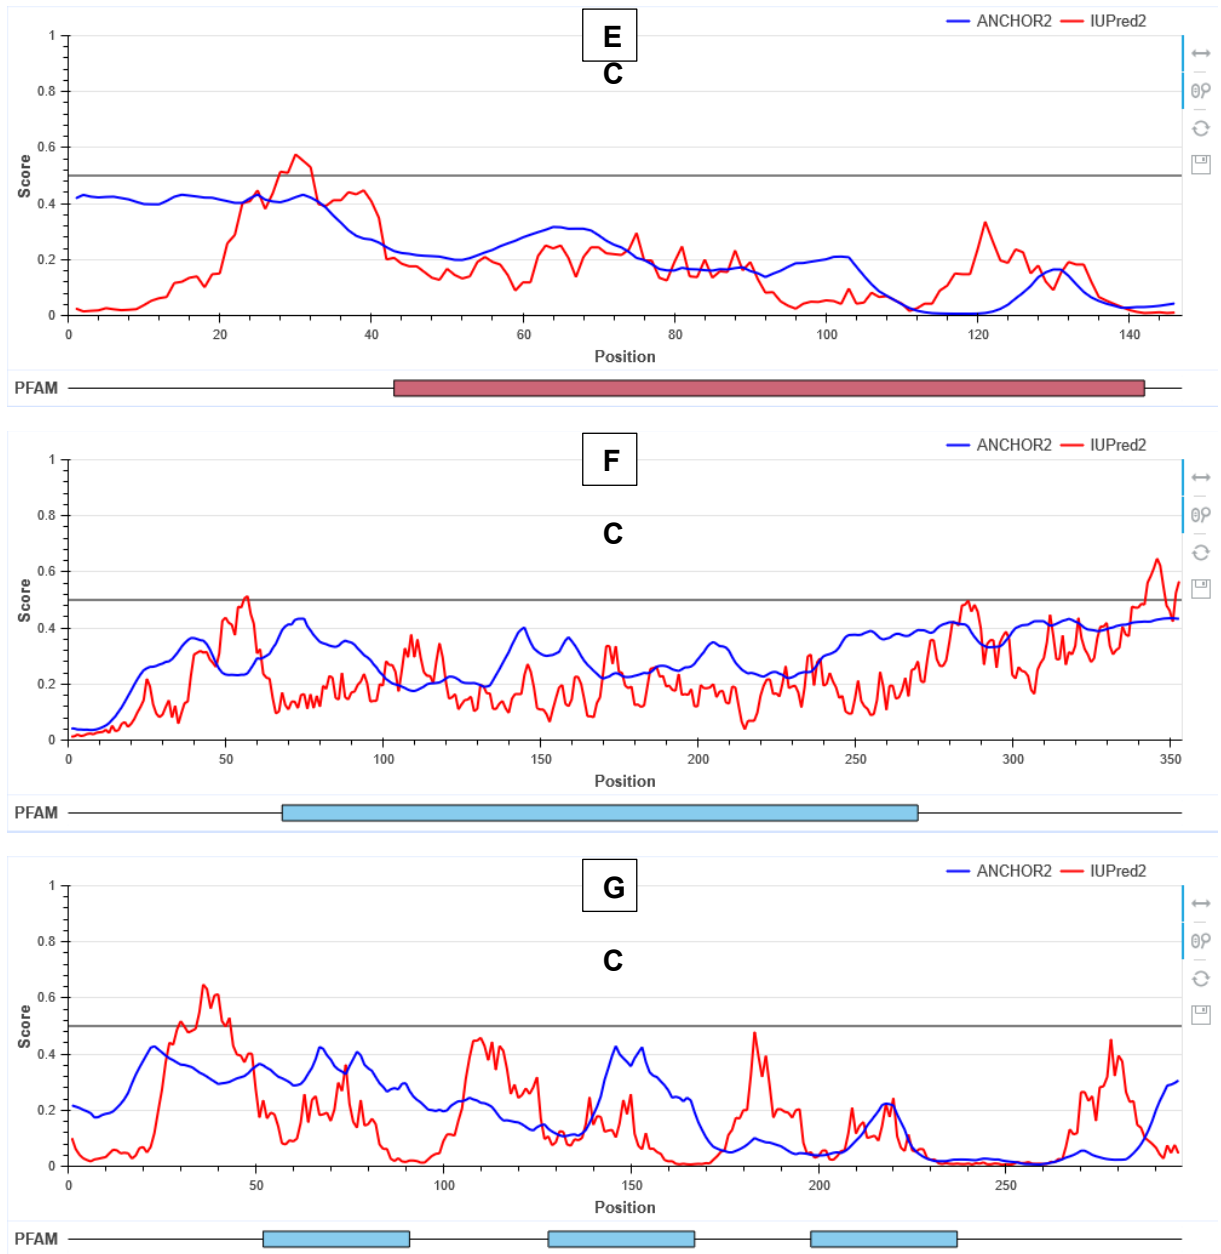 E
C
ANCHOR2 IUPred2
1
0.8
0.6
0.4
0.2
0
Score
0 20 40 60 80 100 120 140
Position
PFAM
F
C
ANCHOR2 IUPred2
1
0.8
0.6
0.4
0.2
0
Score
0 50 100 150 200 250 300 350
Position
PFAM
G
C
ANCHOR2 IUPred2
1
0.8
0.6
0.4
0.2
0
Score
0 50 100 150 200 250
Position
PFAM